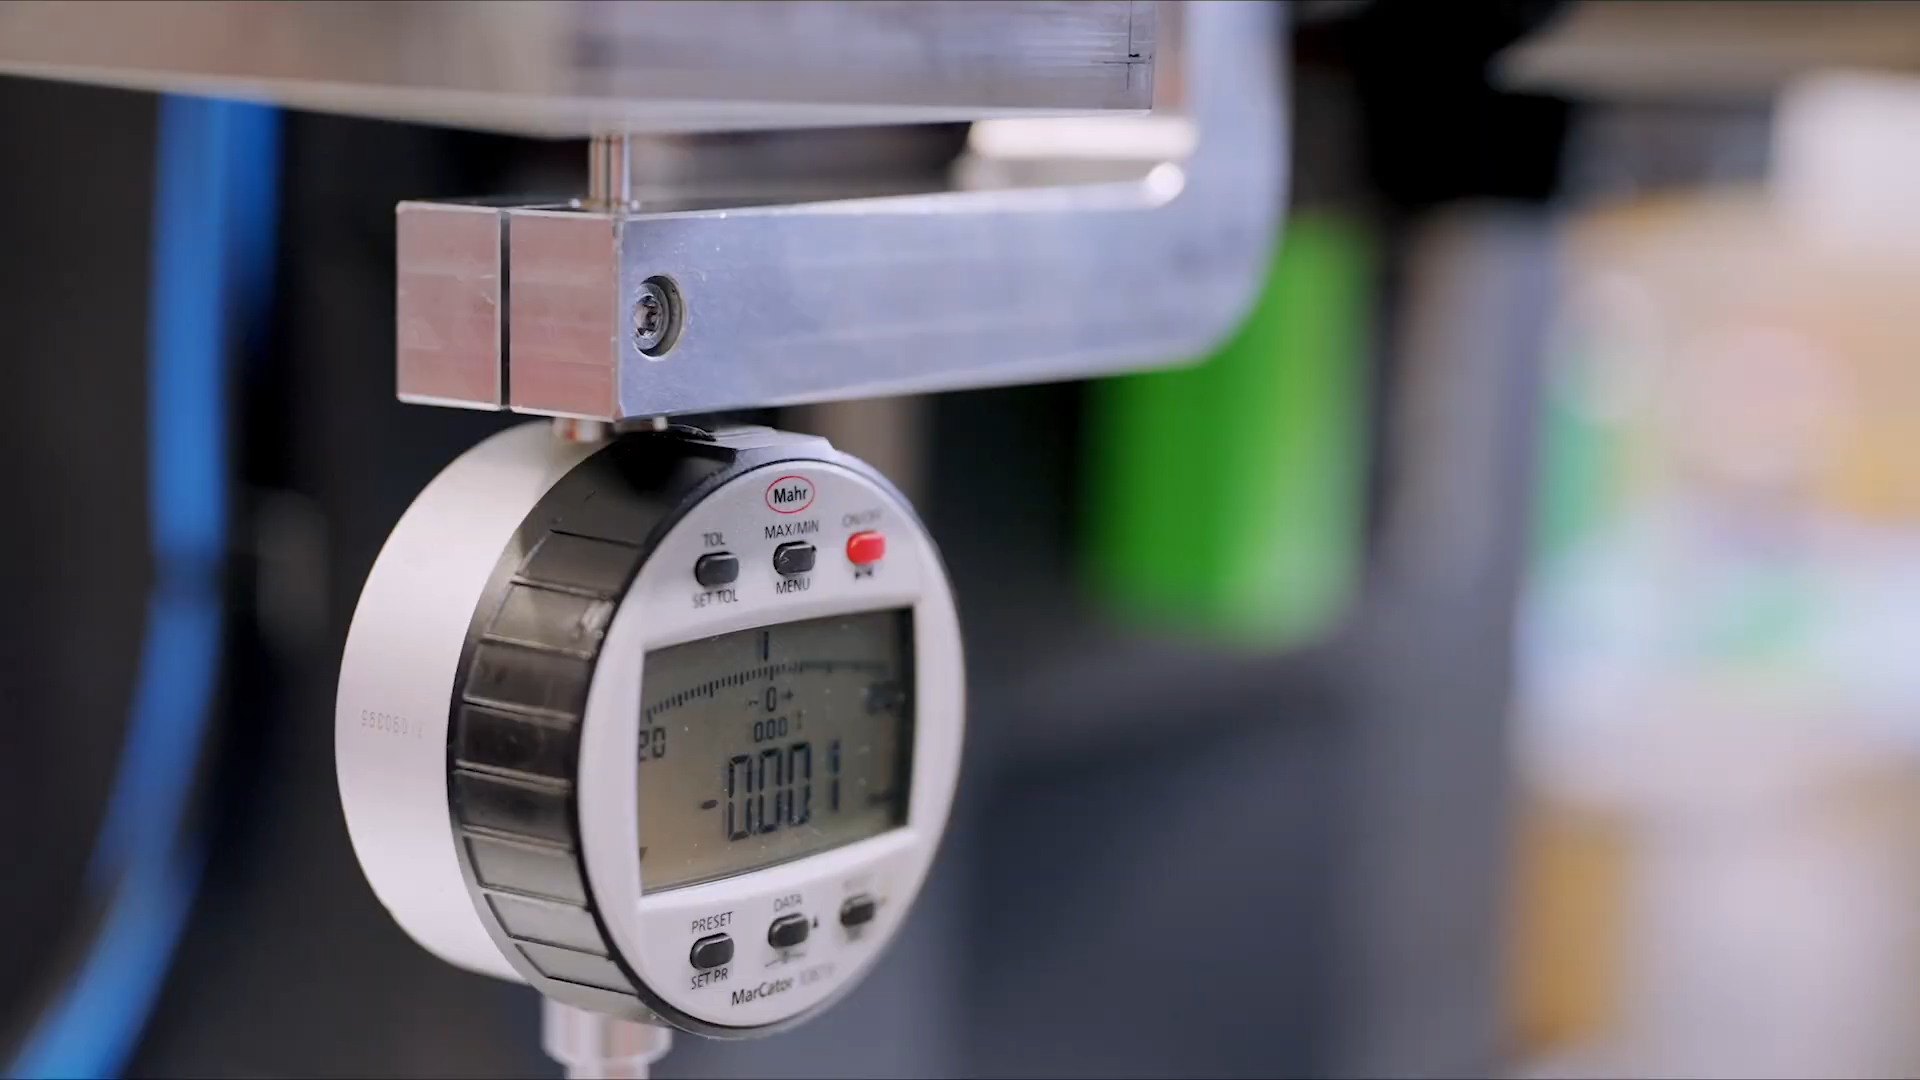 Mahr
ON/OFF
MAX/MIN
TOL
MENU
SET TOL
- 0 +
0.001
20
-0.001
DATA
PRESET
SET PR
MarCator